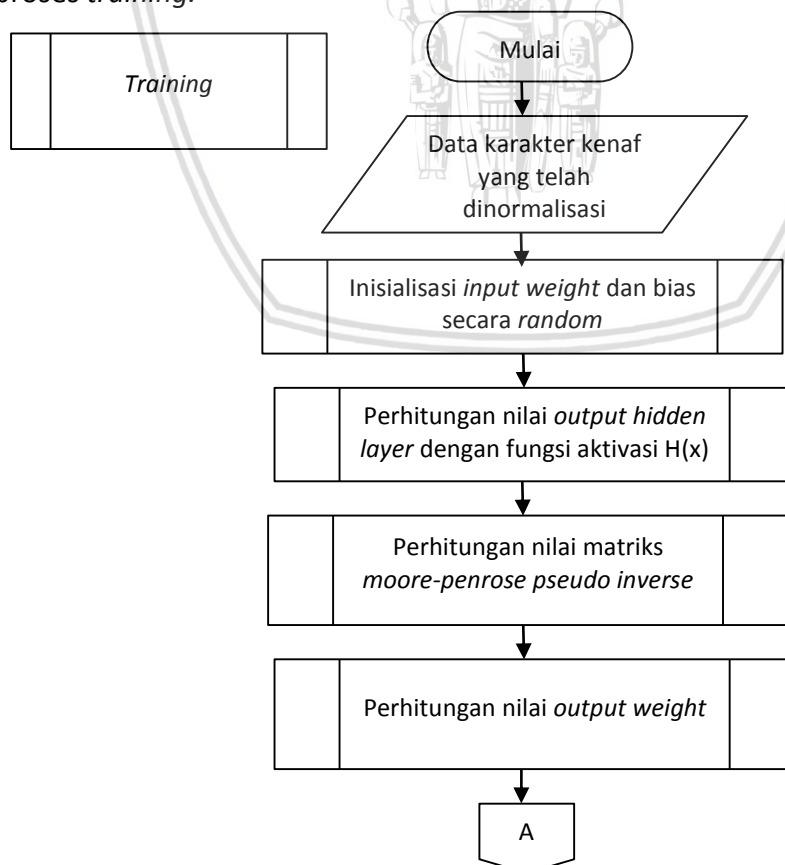 proses training.
Training
Mulai
Data karakter kenaf
yang telah
dinormalisasi
Inisialisasi input weight dan bias
secara random
Perhitungan nilai output hidden
layer dengan fungsi aktivasi H(x)
Perhitungan nilai matriks
moore-penrose pseudo inverse
Perhitungan nilai output weight
A